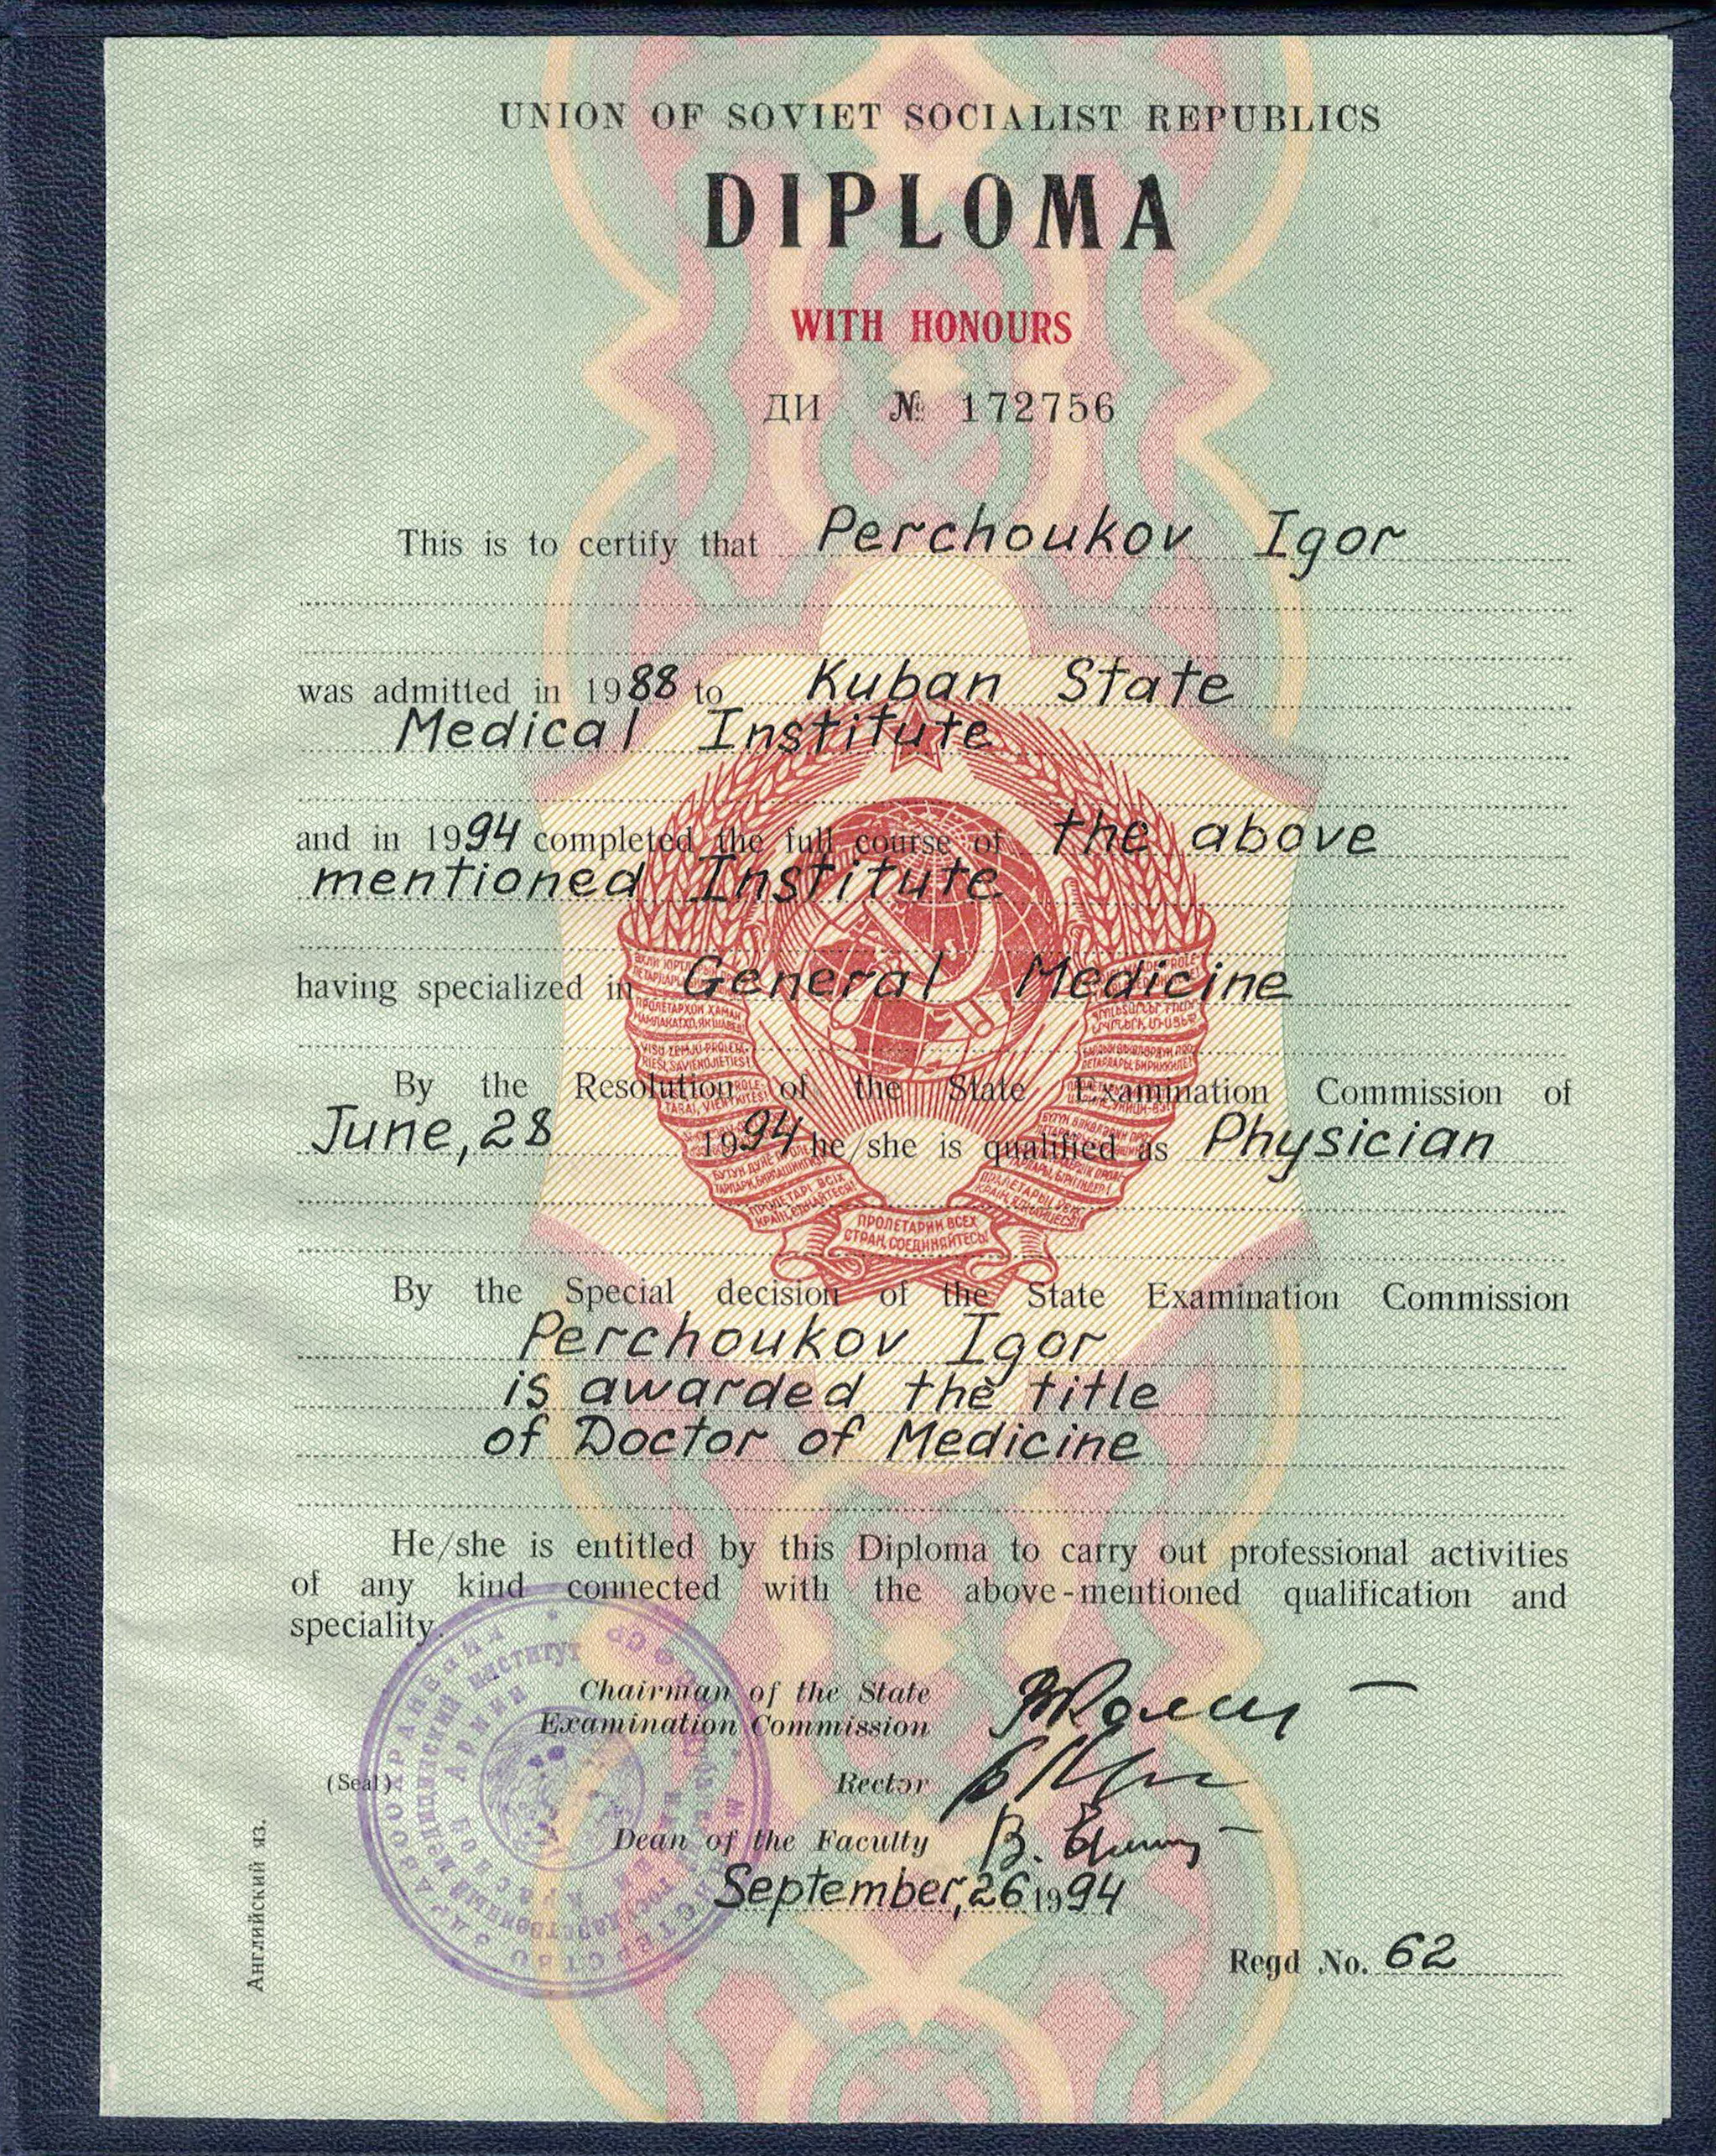 UNION OF SOVIET SOCIALIST REPUBLICS
DIPLOMA
WITH HONOURS
ДИ № 172756
This is to certify that Perchoukov Igor
was admitted in 1988 to Kuban State
Medical Institute
and in 1994 completed the full course of the above
mentioned Institute
having specialized in General Medicine
By the Resolution of the State Examination Commission of
June, 28 1994 he/she is qualified as Physician
ПРОЛЕТАРИИ ВСЕХ
СТРАН, СОЕДИНЯЙТЕСЬ!
By the Special decision of the State Examination Commission
Perchoukov Igor
is awarded the title
of Doctor of Medicine
He/she is entitled by this Diploma to carry out professional activities
of any kind connected with the above-mentioned qualification and
speciality.
Chairman of the State
Examination Commission
(Seal)
Rector
Dean of the Faculty
September, 26 1994
Regd No. 62
Английский яз.